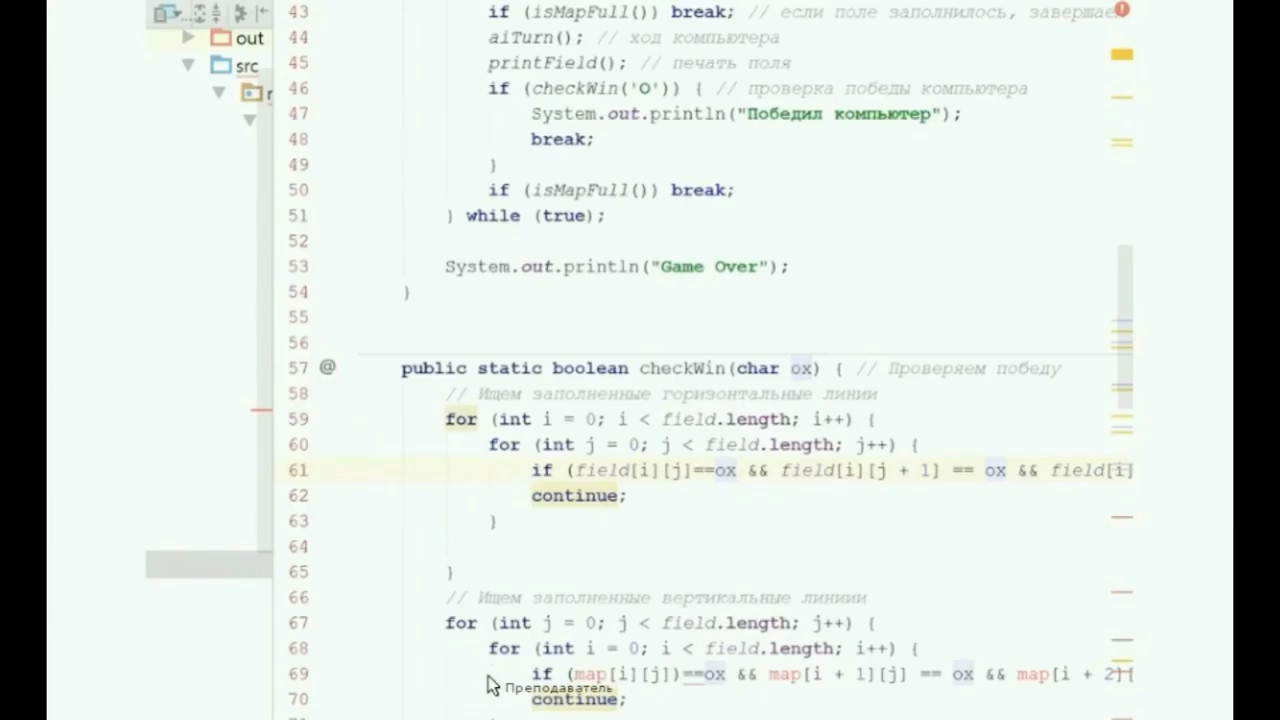 out
src
43 if (isMapFull()) break; // если поле заполнилось, завершае
44 aiTurn(); // ход компьютера
45 printField(); // печать поля
46 if (checkWin('O')) { // проверка победы компьютера
47 System.out.println("Победил компьютер");
48 break;
49 }
50 if (isMapFull()) break;
51 } while (true);
52
53 System.out.println("Game Over");
54 }
55
56
57 @ public static boolean checkWin(char ox) { // Проверяем победу
58 // Ищем заполненные горизонтальные линии
59 for (int i = 0; i < field.length; i++) {
60 for (int j = 0; j < field.length; j++) {
61 if (field[i][j]==ox && field[i][j + 1] == ox && field[i]
62 continue;
63 }
64
65 }
66 // Ищем заполненные вертикальные линиии
67 for (int j = 0; j < field.length; j++) {
68 for (int i = 0; i < field.length; i++) {
69 if (map[i][j])==ox && map[i + 1][j] == ox && map[i + 2][
Преподаватель
70 continue;